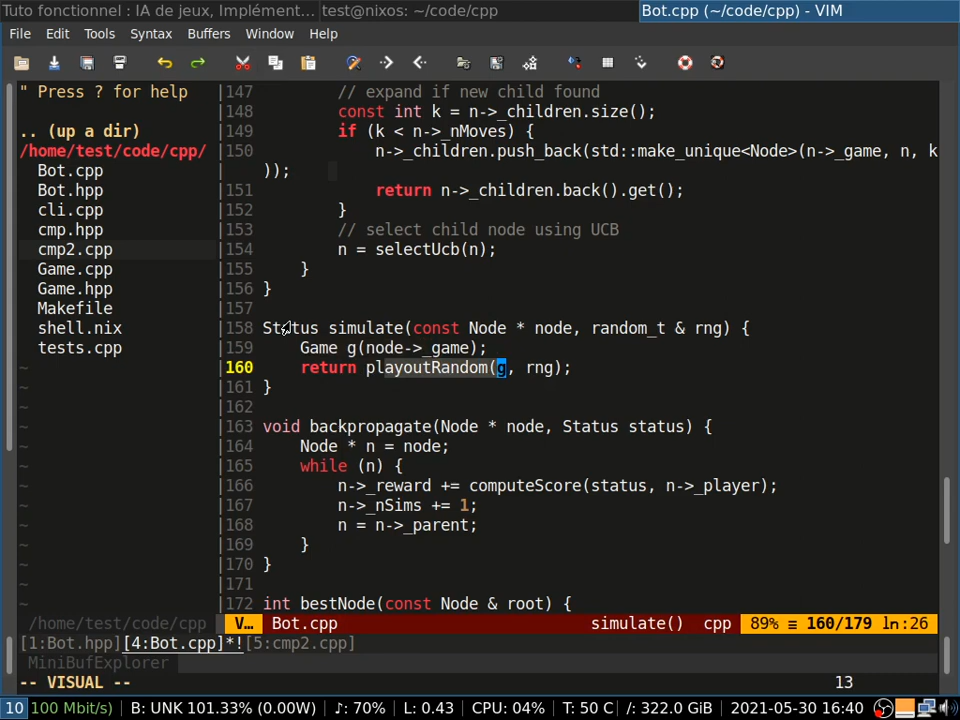 Tuto fonctionnel : IA de jeux, Implément... test@nixos: ~/code/cpp Bot.cpp (~/code/cpp) - VIM
File Edit Tools Syntax Buffers Window Help
" Press ? for help
.. (up a dir)
/home/test/code/cpp/
Bot.cpp
Bot.hpp
cli.cpp
cmp.hpp
cmp2.cpp
Game.cpp
Game.hpp
Makefile
shell.nix
tests.cpp
~
~
~
~
~
~
~
~
~
~
~
~
~
/home/test/code/cpp
147 // expand if new child found
148 const int k = n->_children.size();
149 if (k < n->_nMoves) {
150 n->_children.push_back(std::make_unique<Node>(n->_game, n, k
));
151 return n->_children.back().get();
152 }
153 // select child node using UCB
154 n = selectUcb(n);
155 }
156 }
157
158 Status simulate(const Node * node, random_t & rng) {
159 Game g(node->_game);
160 return playoutRandom(g, rng);
161 }
162
163 void backpropagate(Node * node, Status status) {
164 Node * n = node;
165 while (n) {
166 n->_reward += computeScore(status, n->_player);
167 n->_nSims += 1;
168 n = n->_parent;
169 }
170 }
171
172 int bestNode(const Node & root) {
V… Bot.cpp simulate() cpp 89% ≡ 160/179 ln:26
[1:Bot.hpp][4:Bot.cpp]*![5:cmp2.cpp]
MiniBufExplorer
-- VISUAL -- 13
10 100 Mbit/s) B: UNK 101.33% (0.00W) ♪: 70% L: 0.43 CPU: 04% T: 50 C /: 322.0 GiB 2021-05-30 16:40